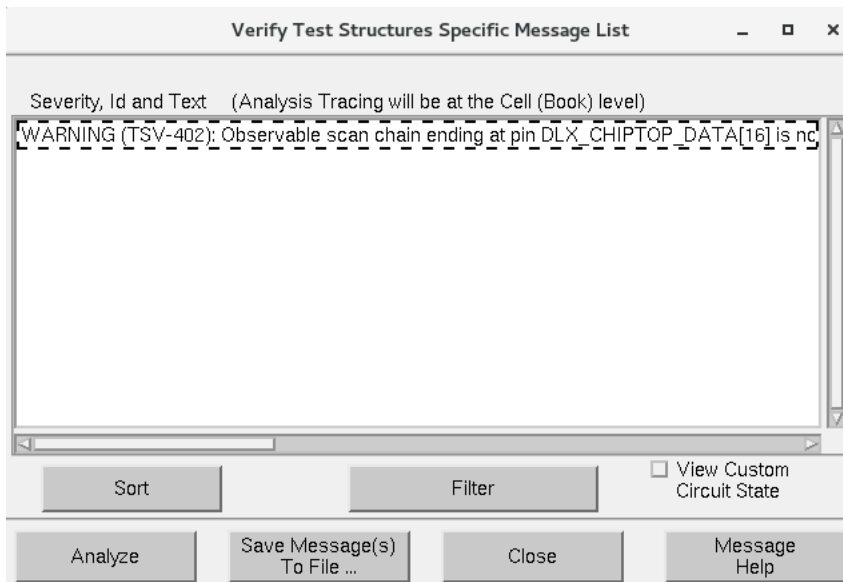 Verify Test Structures Specific Message List
Severity, Id and Text (Analysis Tracing will be at the Cell (Book) level)
WARNING (TSV-402): Observable scan chain ending at pin DLX_CHIPTOP_DATA[16] is
Sort
Filter
View Custom
Circuit State
Analyze
Save Message(s)
To File ...
Close
Message
Help